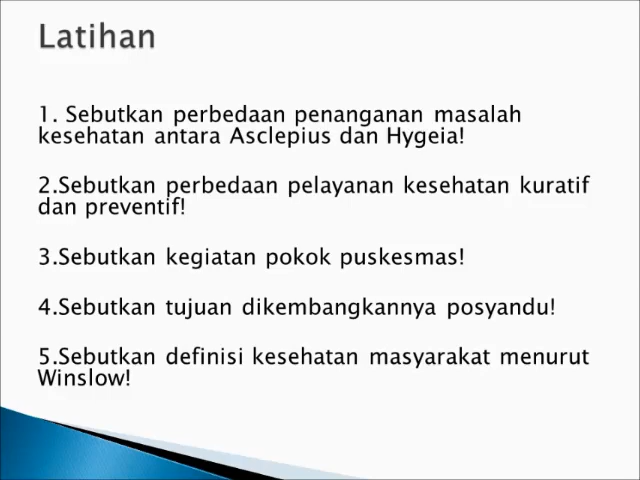 Latihan
1. Sebutkan perbedaan penanganan masalah
kesehatan antara Asclepius dan Hygeia!
2.Sebutkan perbedaan pelayanan kesehatan kuratif
dan preventif!
3.Sebutkan kegiatan pokok puskesmas!
4.Sebutkan tujuan dikembangkannya posyandu!
5.Sebutkan definisi kesehatan masyarakat menurut
Winslow!